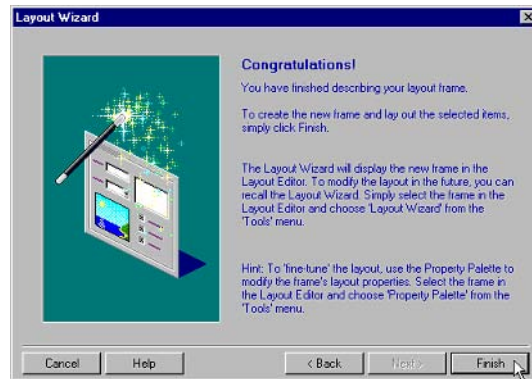 Layout Wizard
Congratulations!
You have finished describing your layout frame.
To create the new frame and lay out the selected items,
simply click Finish.
The Layout Wizard will display the new frame in the
Layout Editor. To modify the layout in the future, you can
recall the Layout Wizard. Simply select the frame in the
Layout Editor and choose 'Layout Wizard' from the
'Tools' menu.
Hint: To 'fine-tune' the layout, use the Property Palette to
modify the frame's layout properties. Select the frame in
the Layout Editor and choose 'Property Palette' from the
'Tools' menu.
Cancel Help < Back Next > Finish